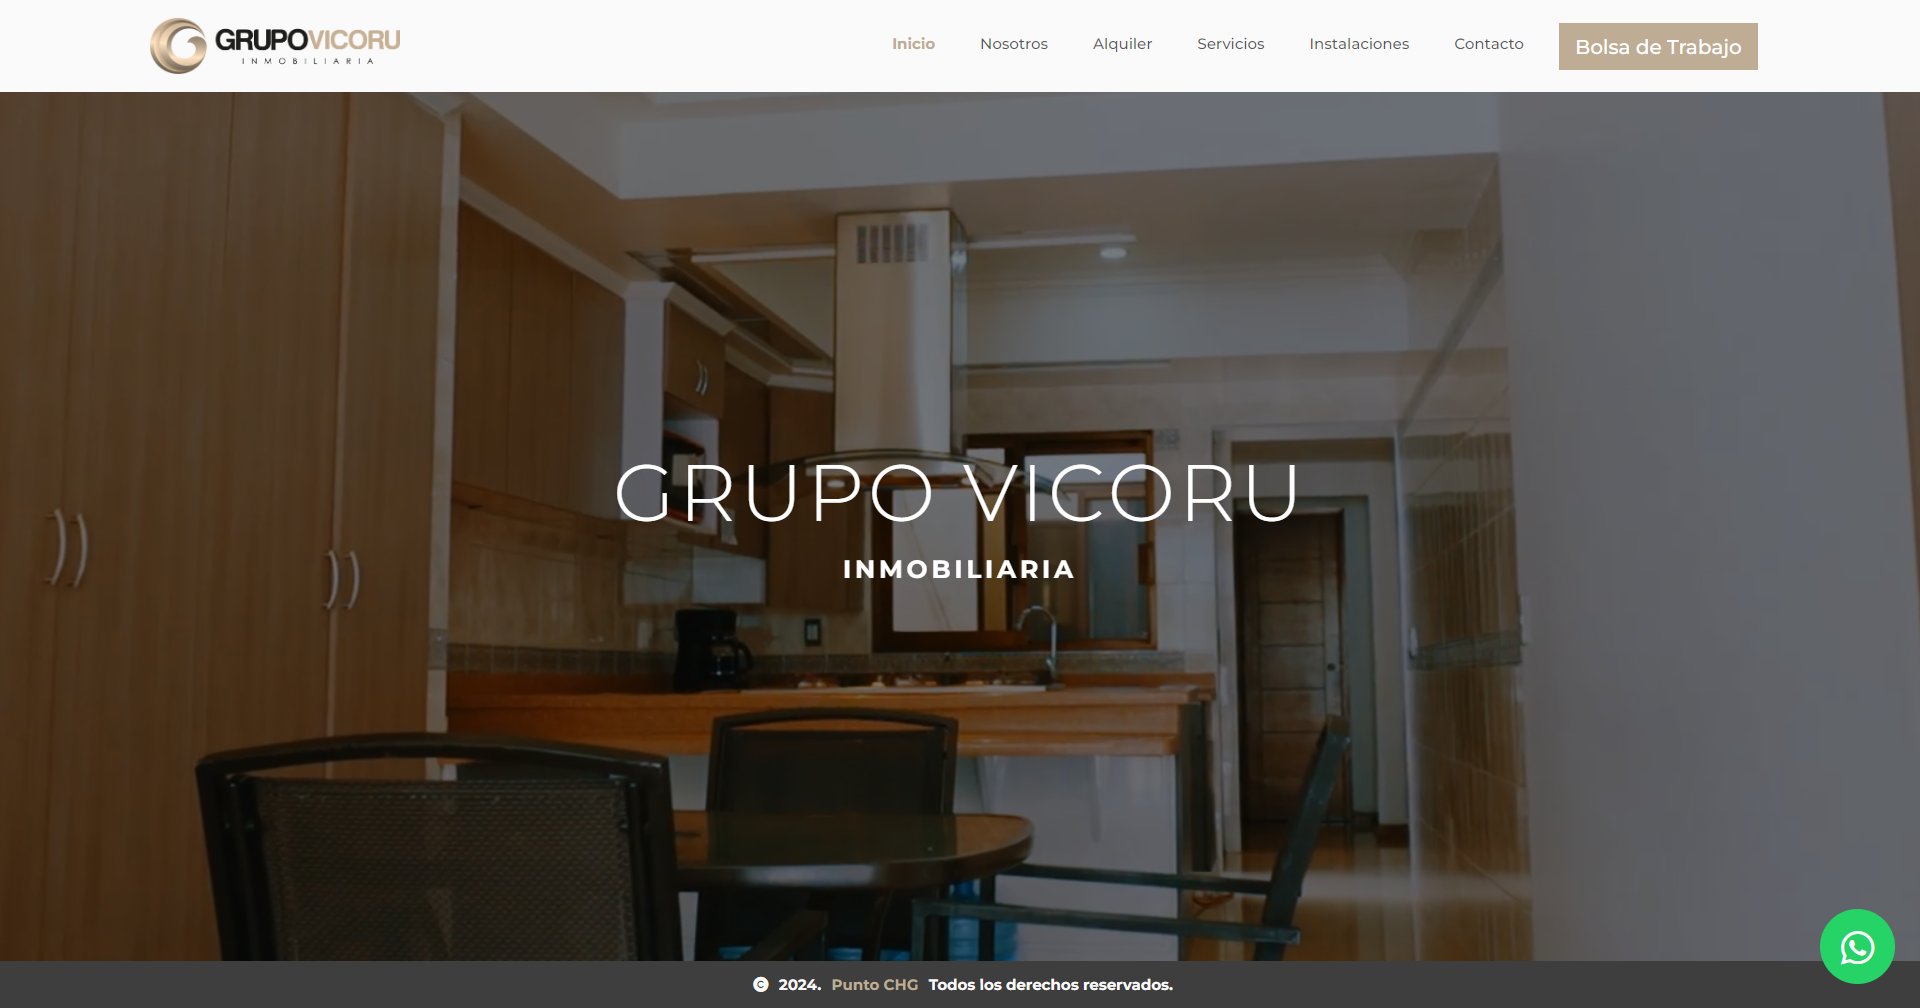 GRUPOVICORU
INMOBILIARIA
Inicio
Nosotros
Alquiler
Servicios
Instalaciones
Contacto
Bolsa de Trabajo
GRUPO VICORU
INMOBILIARIA
© 2024. Punto CHG Todos los derechos reservados.